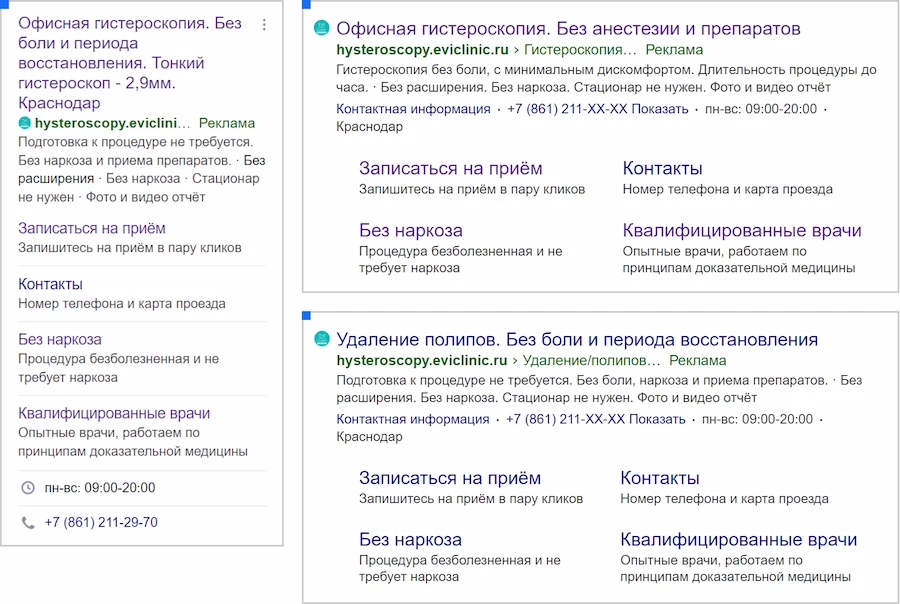 Офисная гистероскопия. Без
боли и периода
восстановления. Тонкий
гистероскоп - 2,9мм.
Краснодар
hysteroscopy.eviclini... Реклама
Подготовка к процедуре не требуется.
Без наркоза и приема препаратов. · Без
расширения · Без наркоза · Стационар
не нужен · Фото и видео отчёт
Записаться на приём
Запишитесь на приём в пару кликов
Контакты
Номер телефона и карта проезда
Без наркоза
Процедура безболезненная и не
требует наркоза
Квалифицированные врачи
Опытные врачи, работаем по
принципам доказательной медицины
пн-вс: 09:00-20:00
+7 (861) 211-29-70
Офисная гистероскопия. Без анестезии и препаратов
hysteroscopy.eviclinic.ru › Гистероскопия... Реклама
Гистероскопия без боли, с минимальным дискомфортом. Длительность процедуры до
часа. · Без расширения. Без наркоза. Стационар не нужен. Фото и видео отчёт
Контактная информация · +7 (861) 211-XX-XX Показать · пн-вс: 09:00-20:00 ·
Краснодар
Записаться на приём
Запишитесь на приём в пару кликов
Контакты
Номер телефона и карта проезда
Без наркоза
Процедура безболезненная и не
требует наркоза
Квалифицированные врачи
Опытные врачи, работаем по
принципам доказательной медицины
Удаление полипов. Без боли и периода восстановления
hysteroscopy.eviclinic.ru › Удаление/полипов... Реклама
Подготовка к процедуре не требуется. Без боли, наркоза и приема препаратов. · Без
расширения. Без наркоза. Стационар не нужен. Фото и видео отчёт
Контактная информация · +7 (861) 211-XX-XX Показать · пн-вс: 09:00-20:00 ·
Краснодар
Записаться на приём
Запишитесь на приём в пару кликов
Контакты
Номер телефона и карта проезда
Без наркоза
Процедура безболезненная и не
требует наркоза
Квалифицированные врачи
Опытные врачи, работаем по
принципам доказательной медицины